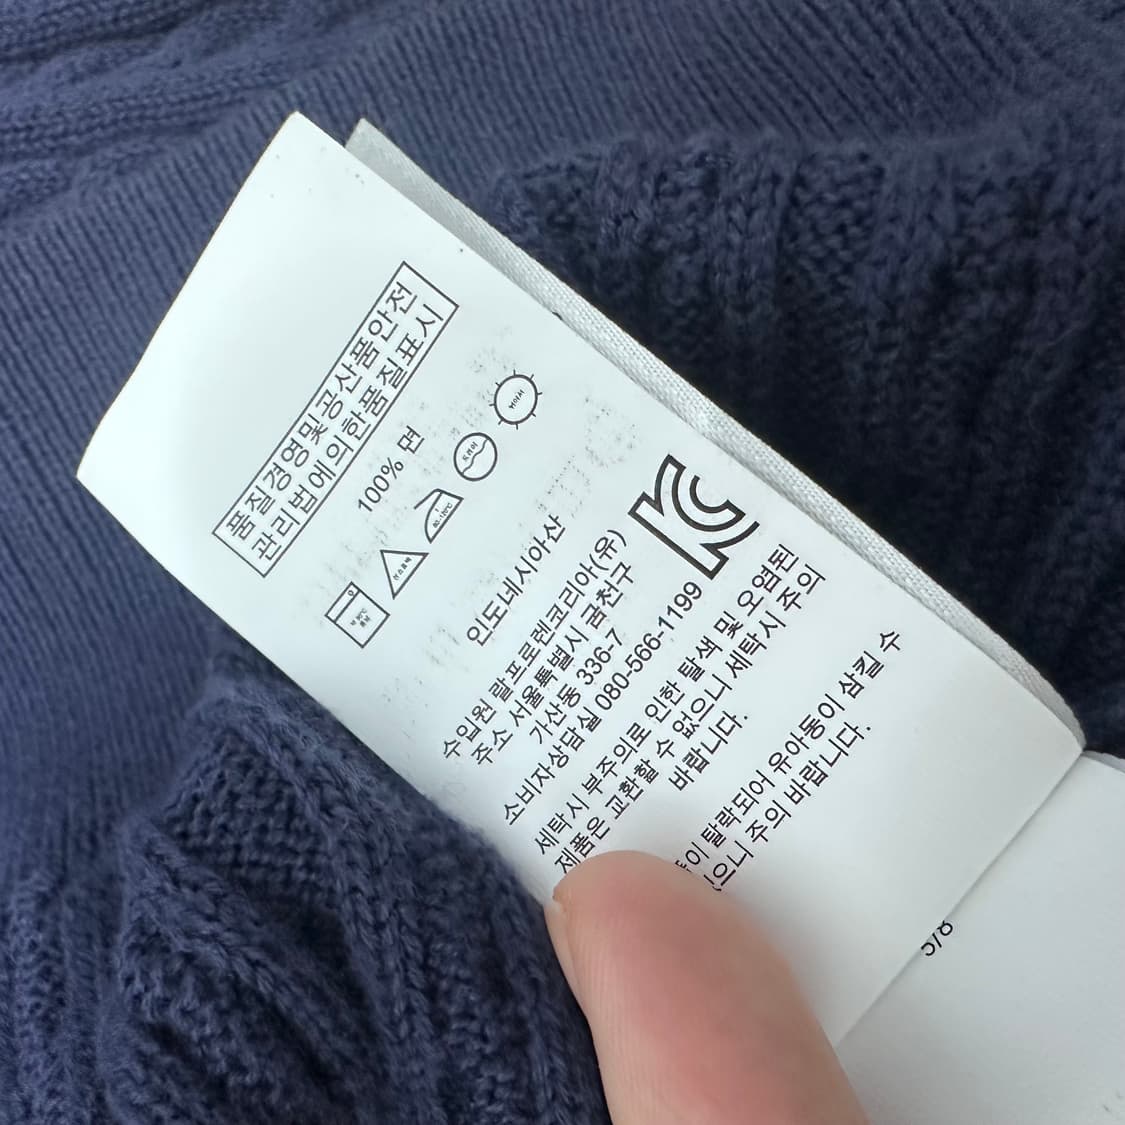 품질경영및공산품안전
관리법에의한품질표시
100% 면
드라이
인도네시아산
수입원 랄프로렌코리아(유)
주소 서울특별시 금천구
가산동 336-7
소비자상담실 080-566-1199
세탁시 부주의로 인한 탈색 및 오염된
제품은 교환할 수 없으니 세탁시 주의
바랍니다.
이 탈락되어 유아동이 삼킬 수
있으니 주의 바랍니다.
5/8